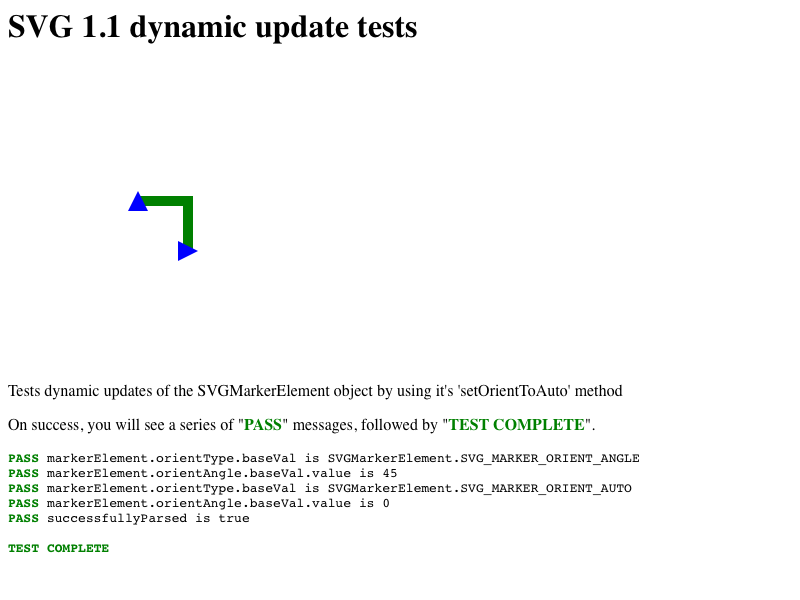 SVG 1.1 dynamic update tests
Tests dynamic updates of the SVGMarkerElement object by using it's 'setOrientToAuto' method
On success, you will see a series of "PASS" messages, followed by "TEST COMPLETE".
PASS markerElement.orientType.baseVal is SVGMarkerElement.SVG_MARKER_ORIENT_ANGLE
PASS markerElement.orientAngle.baseVal.value is 45
PASS markerElement.orientType.baseVal is SVGMarkerElement.SVG_MARKER_ORIENT_AUTO
PASS markerElement.orientAngle.baseVal.value is 0
PASS successfullyParsed is true
TEST COMPLETE